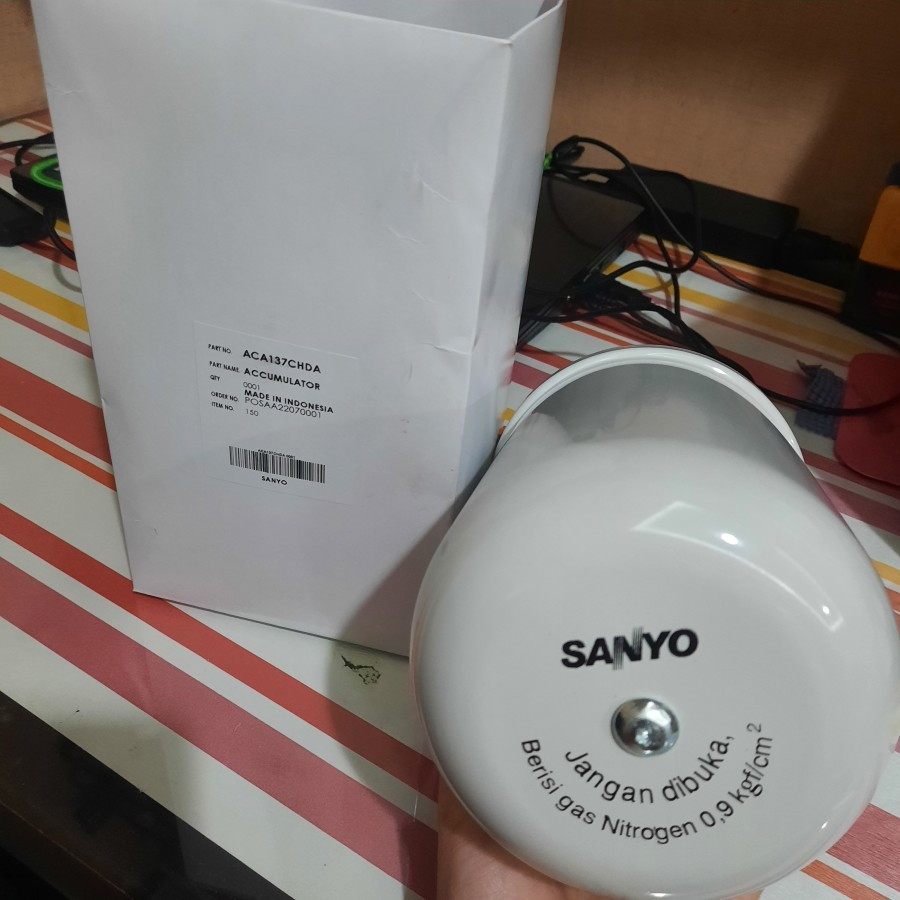 PART NO. ACA137CHDA
PART NAME ACCUMULATOR
QTY 0001
MADE IN INDONESIA
ORDER NO. POSAA22070001
ITEM NO. 150
SANYO
SANYO
Jangan dibuka,
Berisi gas Nitrogen 0,9 kgf/cm²